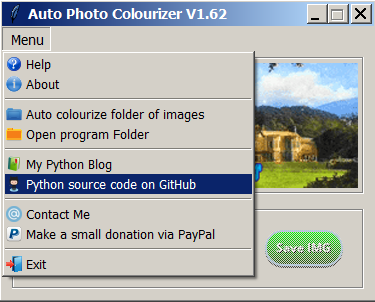 Auto Photo Colourizer V1.62
Menu
Help
About
Auto colourize folder of images
Open program Folder
My Python Blog
Python source code on GitHub
Contact Me
Make a small donation via PayPal
Save IMG
Exit